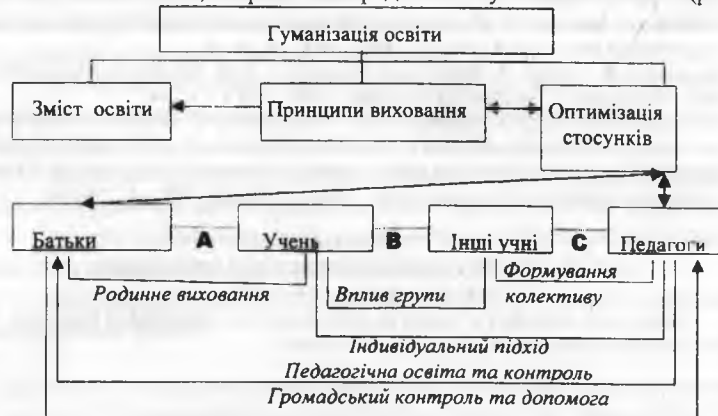 Гуманізація освіти
Зміст освіти
Принципи виховання
Оптимізація
стосунків
Батьки
А
Учень
В
Інші учні
С
Педагоги
Родинне виховання
Вплив групи
Формування
колективу
Індивідуальний підхід
Педагогічна освіта та контроль
Громадський контроль та допомога